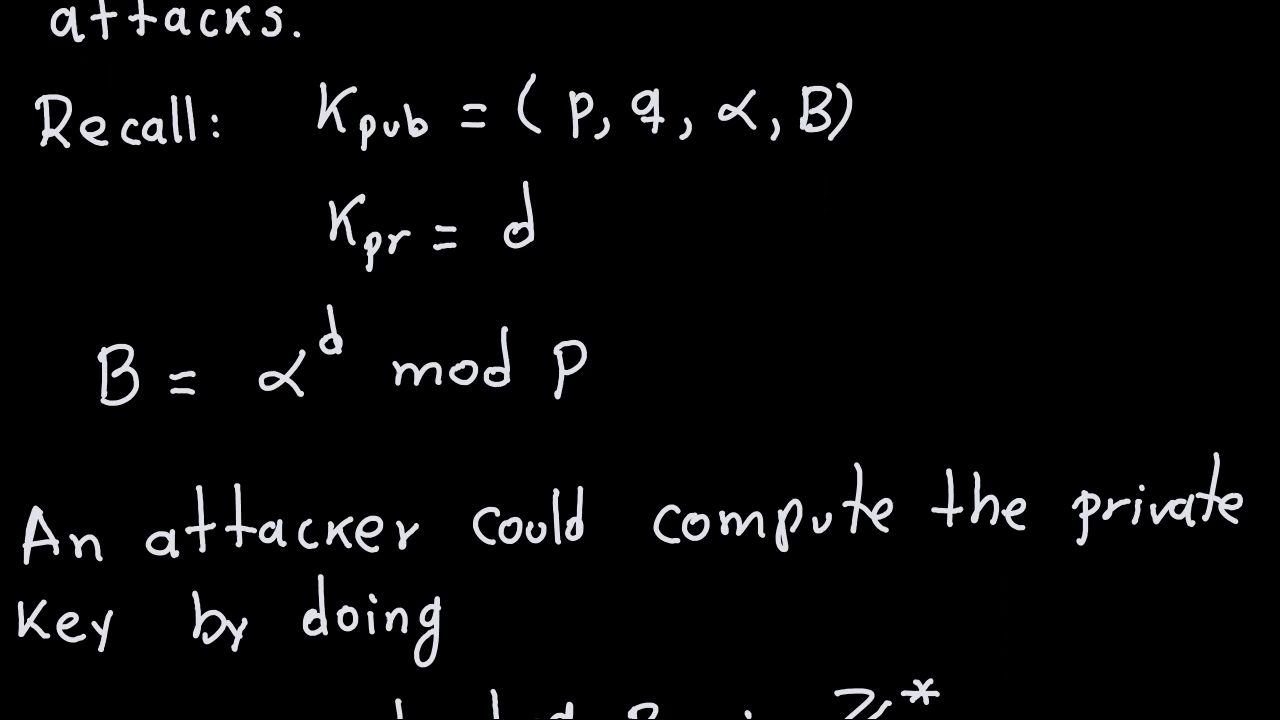 attacks.
Recall: Kpub = (p, q, α, B)
Kpr = d
B = α^d mod p
An attacker could compute the private
key by doing